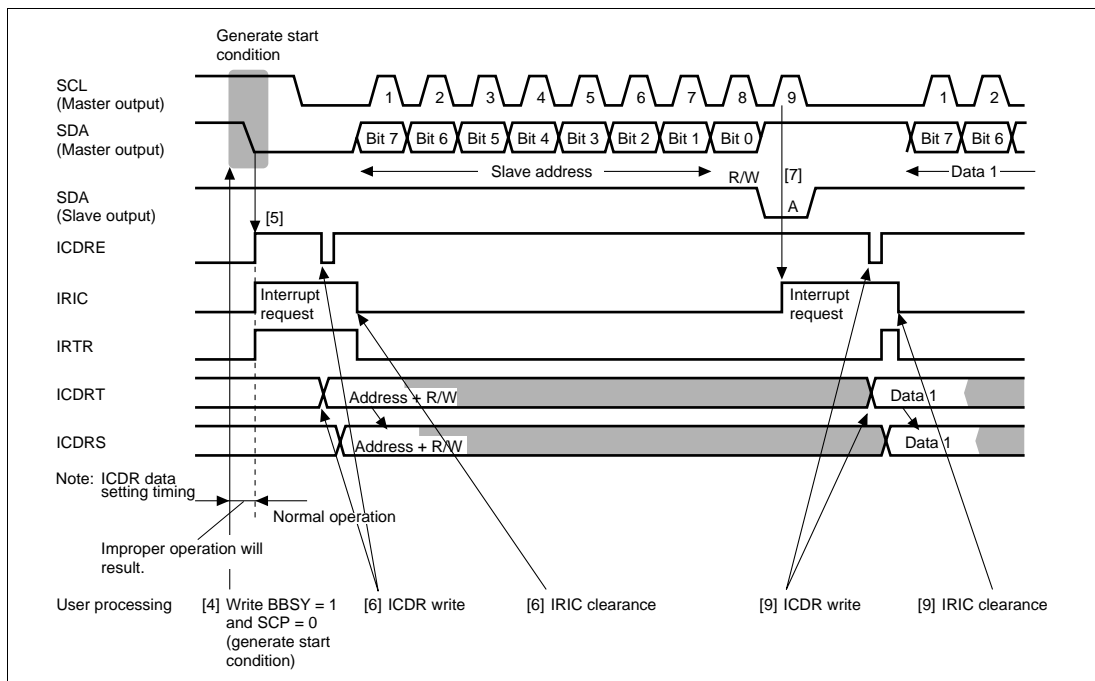 Generate start
condition
SCL
(Master output)
1 2 3 4 5 6 7 8 9 1 2
SDA
(Master output)
Bit 7 Bit 6 Bit 5 Bit 4 Bit 3 Bit 2 Bit 1 Bit 0 Bit 7 Bit 6
Slave address R/W [7] Data 1
SDA
(Slave output)
A
[5]
ICDRE
IRIC
Interrupt
request
Interrupt
request
IRTR
ICDRT
Address + R/W Data 1
ICDRS
Address + R/W Data 1
Note: ICDR data
setting timing
Normal operation
Improper operation will
result.
User processing [4] Write BBSY = 1
and SCP = 0
(generate start
condition)
[6] ICDR write [6] IRIC clearance [9] ICDR write [9] IRIC clearance